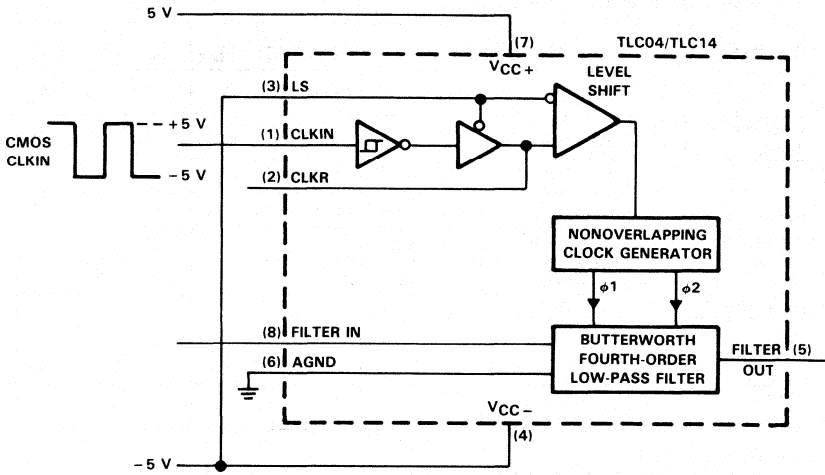 5 V
(7)
TLC04/TLC14
VCC+
LEVEL
SHIFT
(3) LS
CMOS
CLKIN
+5 V
-5 V
(1) CLKIN
(2) CLKR
NONOVERLAPPING
CLOCK GENERATOR
ϕ1
ϕ2
(8) FILTER IN
(6) AGND
BUTTERWORTH
FOURTH-ORDER
LOW-PASS FILTER
FILTER (5)
OUT
VCC-
(4)
-5 V